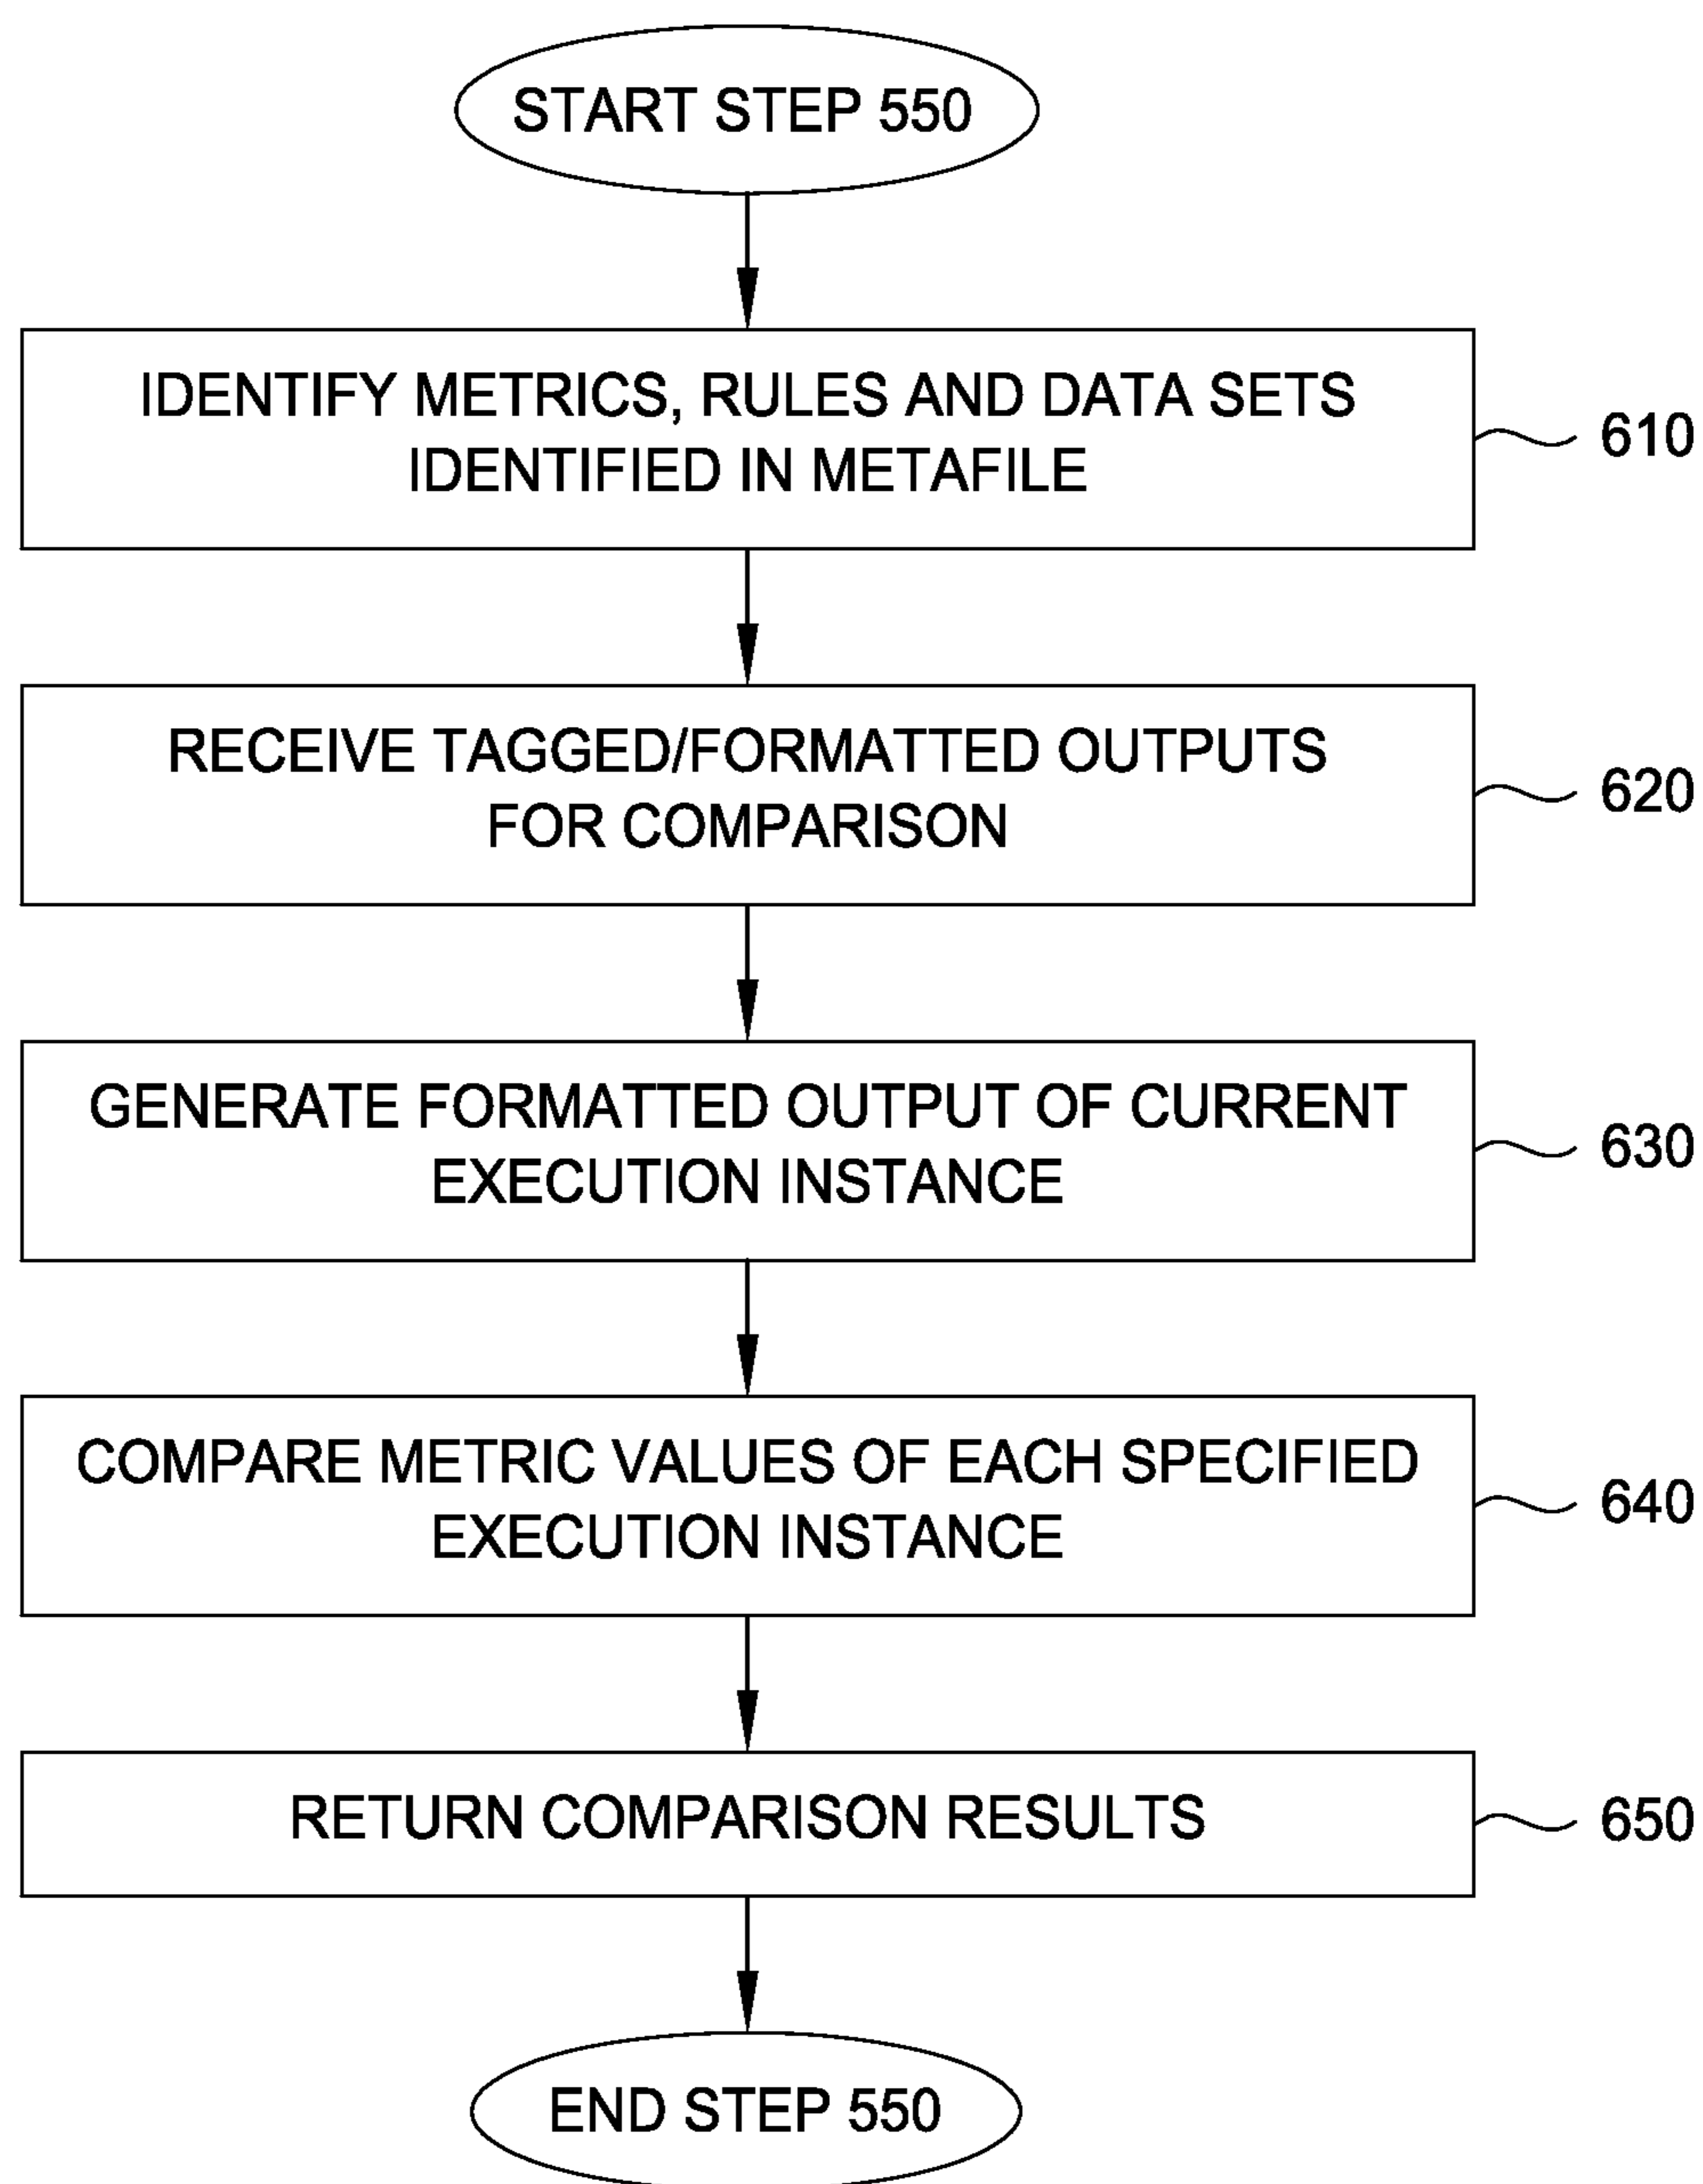 START STEP 550
IDENTIFY METRICS, RULES AND DATA SETS
IDENTIFIED IN METAFILE
610
RECEIVE TAGGED/FORMATTED OUTPUTS
FOR COMPARISON
620
GENERATE FORMATTED OUTPUT OF CURRENT
EXECUTION INSTANCE
630
COMPARE METRIC VALUES OF EACH SPECIFIED
EXECUTION INSTANCE
640
RETURN COMPARISON RESULTS
650
END STEP 550